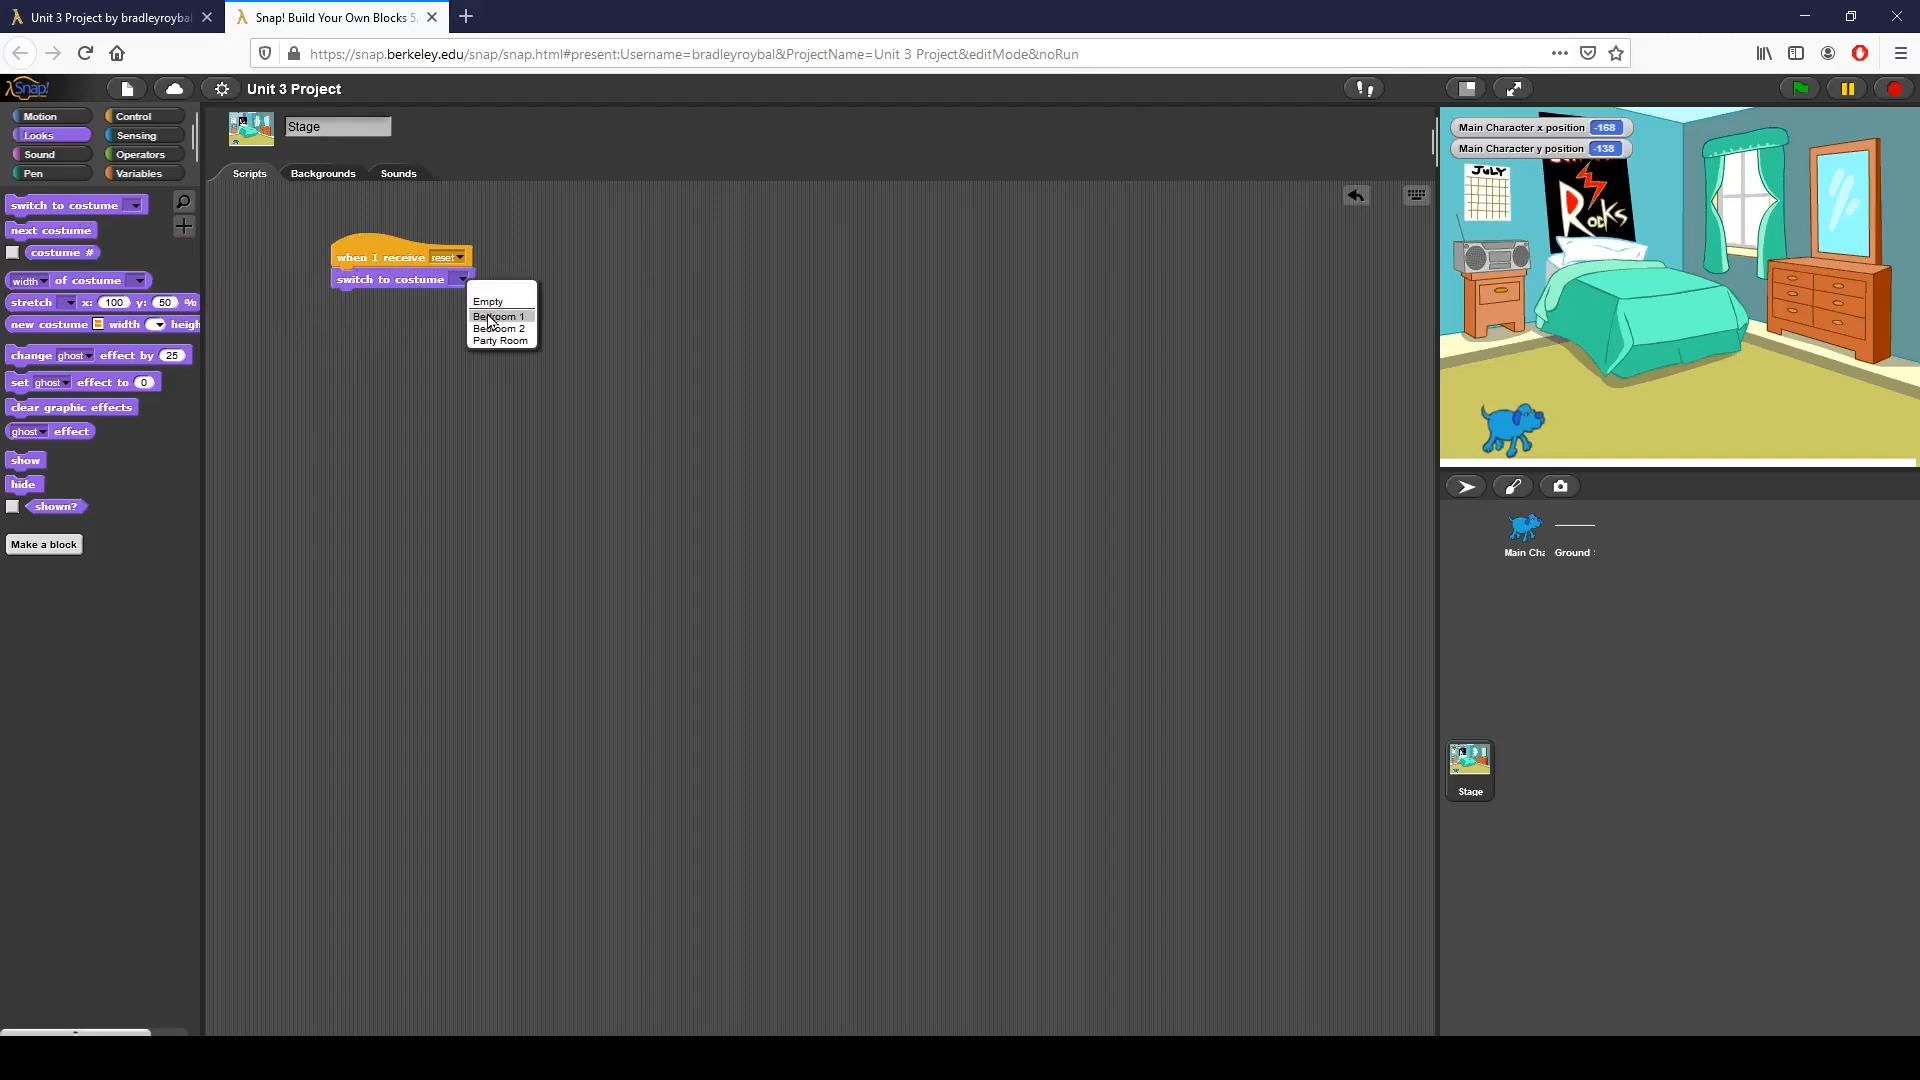 Unit 3 Project by bradleyroybal
Snap! Build Your Own Blocks 5.
https://snap.berkeley.edu/snap/snap.html#present:Username=bradleyroybal&ProjectName=Unit 3 Project&editMode&noRun
Snap!
Unit 3 Project
Motion
Control
Looks
Sensing
Sound
Operators
Pen
Variables
switch to costume
next costume
costume #
width of costume
stretch x: 100 y: 50 %
new costume width heigh
change ghost effect by 25
set ghost effect to 0
clear graphic effects
ghost effect
show
hide
shown?
Make a block
Stage
Scripts
Backgrounds
Sounds
when I receive reset
switch to costume
Empty
Bedroom 1
Bedroom 2
Party Room
Main Character x position -168
Main Character y position -138
JULY
Rocks
Main Cha
Ground
Stage